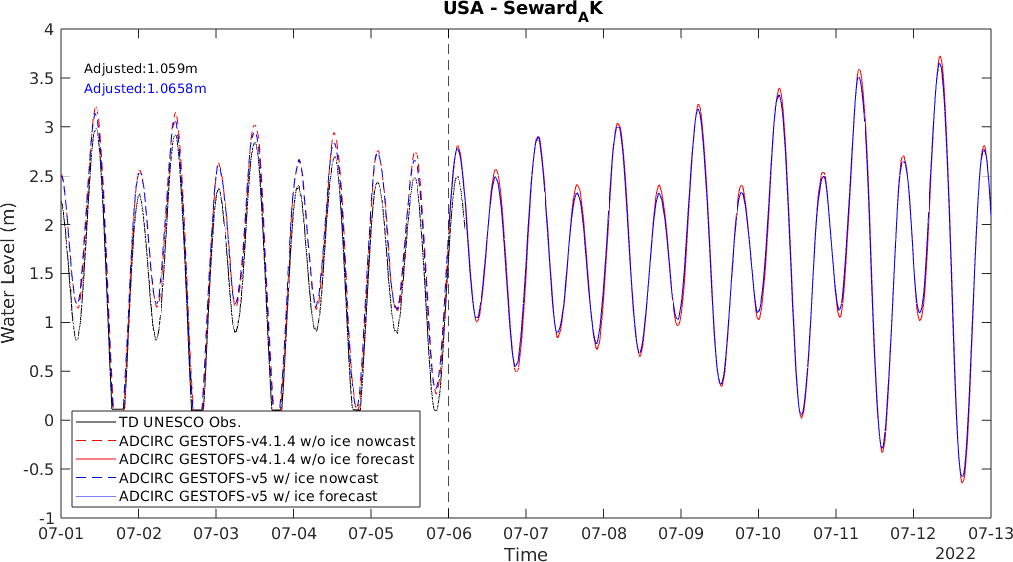 USA - Seward_AK
Adjusted:1.059m
Adjusted:1.0658m
4
3.5
3
2.5
2
1.5
1
0.5
0
-0.5
-1
Water Level (m)
TD UNESCO Obs.
ADCIRC GESTOFS-v4.1.4 w/o ice nowcast
ADCIRC GESTOFS-v4.1.4 w/o ice forecast
ADCIRC GESTOFS-v5 w/ ice nowcast
ADCIRC GESTOFS-v5 w/ ice forecast
07-01 07-02 07-03 07-04 07-05 07-06 07-07 07-08 07-09 07-10 07-11 07-12 07-13
Time
2022